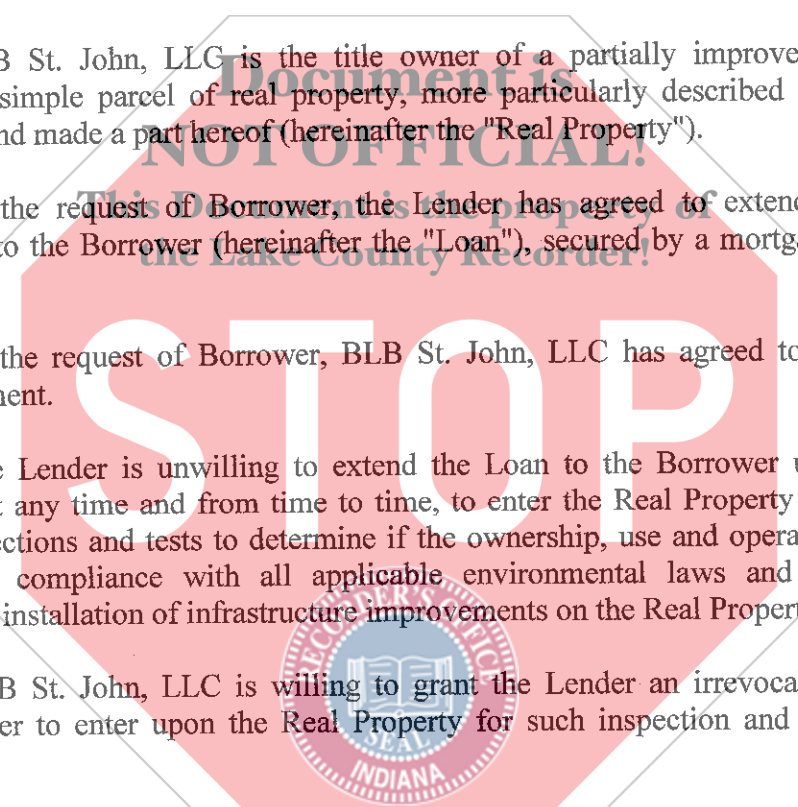 B St. John, LLC is the title owner of a partially improve
simple parcel of real property, more particularly described
nd made a part hereof (hereinafter the "Real Property").
Document is
NOT OFFICIAL!
This Document is the property of
the Lake County Recorder!
the request of Borrower, the Lender has agreed to extend
to the Borrower (hereinafter the "Loan"), secured by a mortga
the request of Borrower, BLB St. John, LLC has agreed to
ment.
STOP
e Lender is unwilling to extend the Loan to the Borrower u
t any time and from time to time, to enter the Real Property
ections and tests to determine if the ownership, use and opera
compliance with all applicable environmental laws and
installation of infrastructure improvements on the Real Propert
B St. John, LLC is willing to grant the Lender an irrevoca
er to enter upon the Real Property for such inspection and
RECORDER'S OFFICE
SEAL
INDIANA